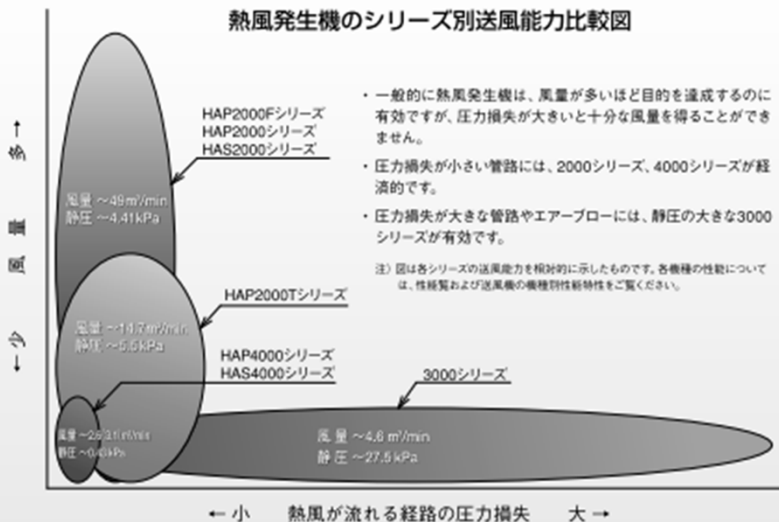 熱風発生機のシリーズ別送風能力比較図
多→
風量
←少
HAP2000Fシリーズ
HAP2000シリーズ
HAS2000シリーズ
風量 〜49m³/min
静圧 〜4.41kPa
・一般的に熱風発生機は、風量が多いほど目的を達成するのに
有効ですが、圧力損失が大きいと十分な風量を得ることができ
ません。
・圧力損失が小さい管路には、2000シリーズ、4000シリーズが経
済的です。
・圧力損失が大きな管路やエアーブローには、静圧の大きな3000
シリーズが有効です。
注）図は各シリーズの送風能力を相対的に示したものです。各機種の性能について
は、性能覧および送風機の機種別性能特性をご覧ください。
HAP2000Tシリーズ
風量 〜14.7m³/min
静圧 〜5.5kPa
HAP4000シリーズ
HAS4000シリーズ
風量
静圧
3000シリーズ
風量 〜4.6 m³/min
静圧 〜27.5 kPa
←小 熱風が流れる経路の圧力損失 大→